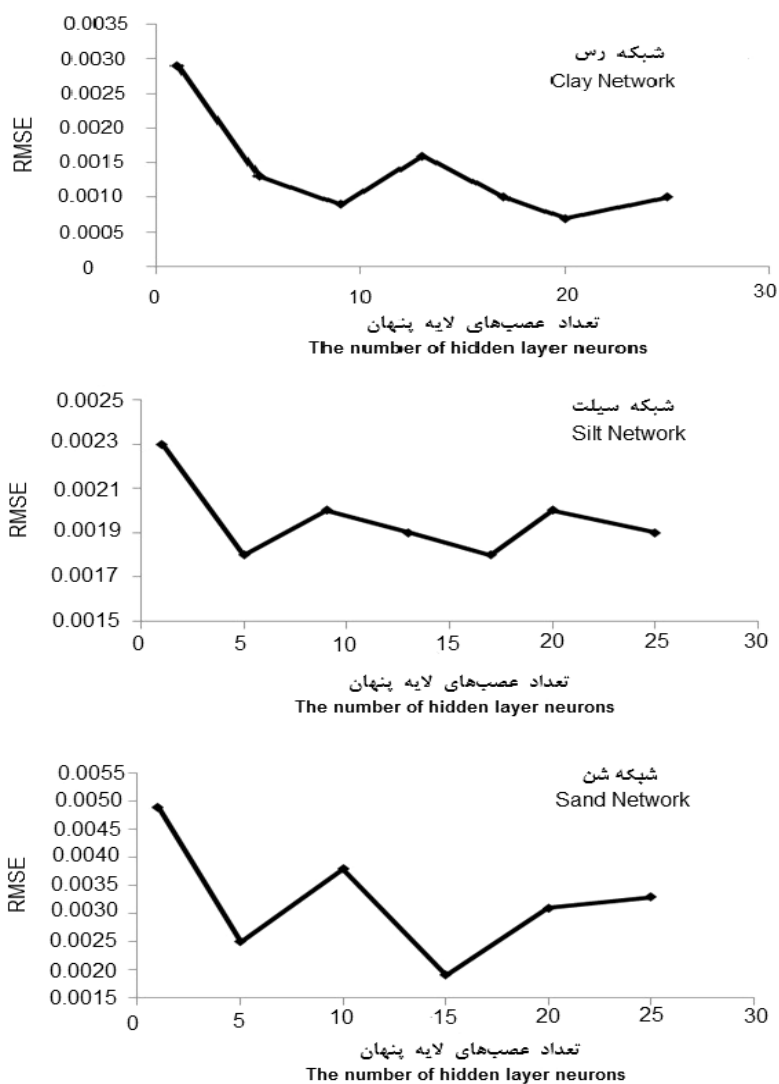 0.0035
0.0030
0.0025
0.0020
0.0015
0.0010
0.0005
0
RMSE
شبکه رس
Clay Network
0 10 20 30
تعداد عصب‌های لایه پنهان
The number of hidden layer neurons
0.0025
0.0023
0.0021
0.0019
0.0017
0.0015
RMSE
شبکه سیلت
Silt Network
0 5 10 15 20 25 30
تعداد عصب‌های لایه پنهان
The number of hidden layer neurons
0.0055
0.0050
0.0045
0.0040
0.0035
0.0030
0.0025
0.0020
0.0015
RMSE
شبکه شن
Sand Network
0 5 10 15 20 25 30
تعداد عصب‌های لایه پنهان
The number of hidden layer neurons